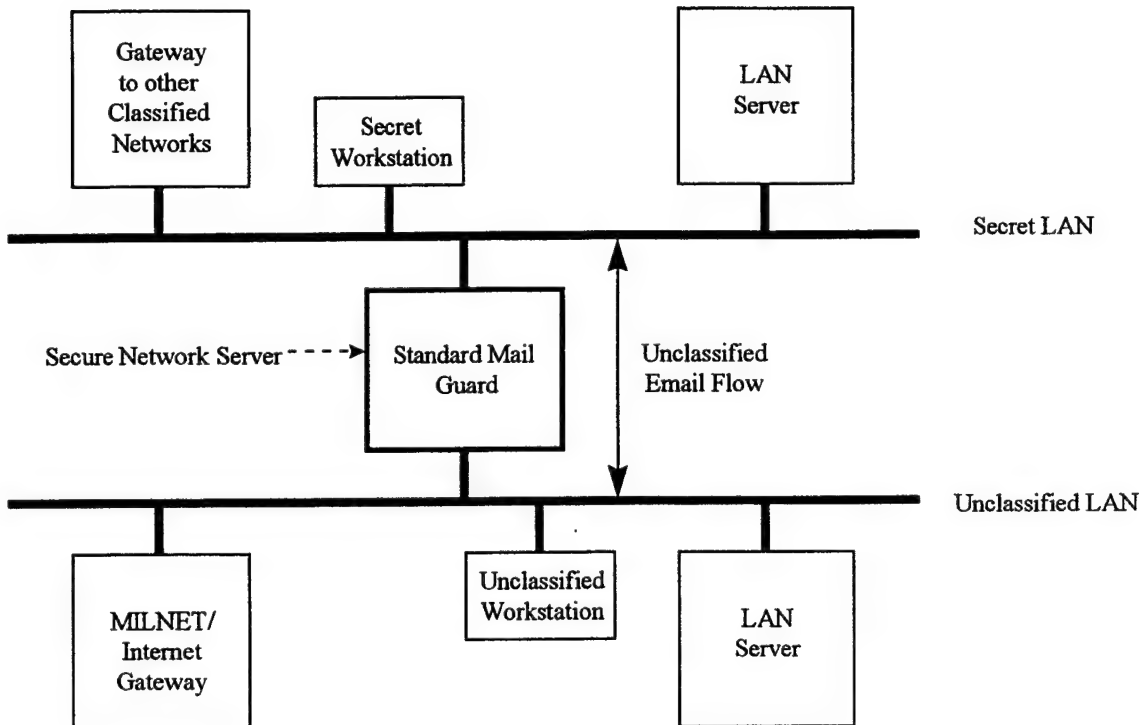 Gateway
to other
Classified
Networks
Secret
Workstation
LAN
Server
Secret LAN
Secure Network Server
Standard Mail
Guard
Unclassified
Email Flow
Unclassified LAN
MILNET/
Internet
Gateway
Unclassified
Workstation
LAN
Server